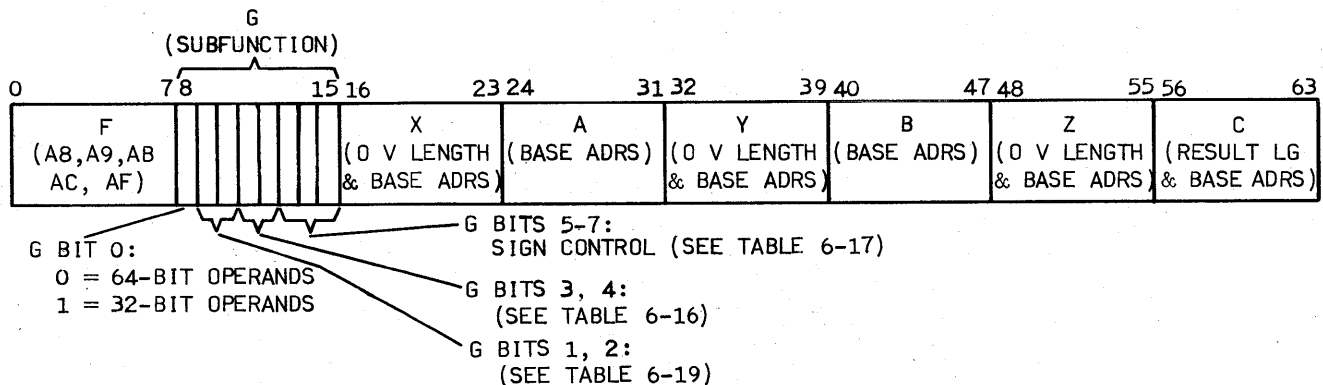 G
(SUBFUNCTION)
0 7 8 15 16 23 24 31 32 39 40 47 48 55 56 63
F X A Y B Z C
(A8,A9,AB (O V LENGTH (BASE ADRS) (O V LENGTH (BASE ADRS) (O V LENGTH (RESULT LG
AC, AF) & BASE ADRS) & BASE ADRS) & BASE ADRS) & BASE ADRS)
G BIT O:
O = 64-BIT OPERANDS
1 = 32-BIT OPERANDS
G BITS 5-7:
SIGN CONTROL (SEE TABLE 6-17)
G BITS 3, 4:
(SEE TABLE 6-16)
G BITS 1, 2:
(SEE TABLE 6-19)